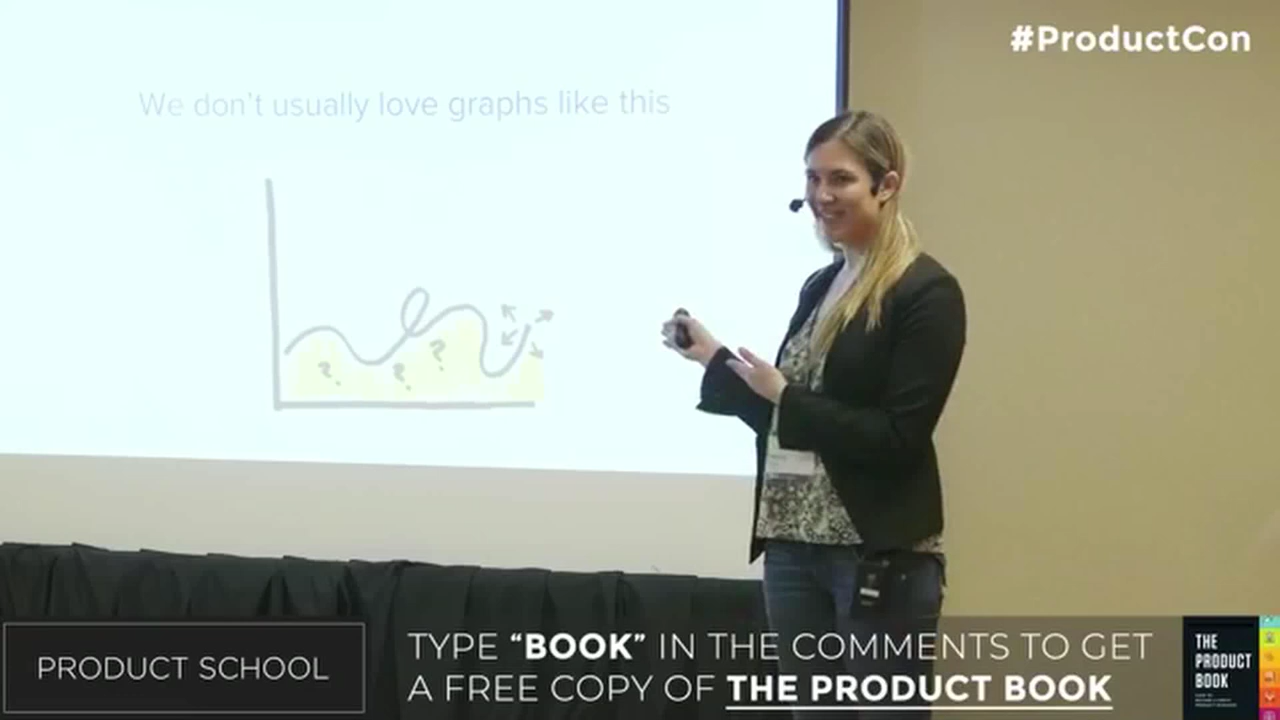 #ProductCon
We don't usually love graphs like this
? ? ?
PRODUCT SCHOOL
TYPE “BOOK” IN THE COMMENTS TO GET
A FREE COPY OF THE PRODUCT BOOK
THE
PRODUCT
BOOK